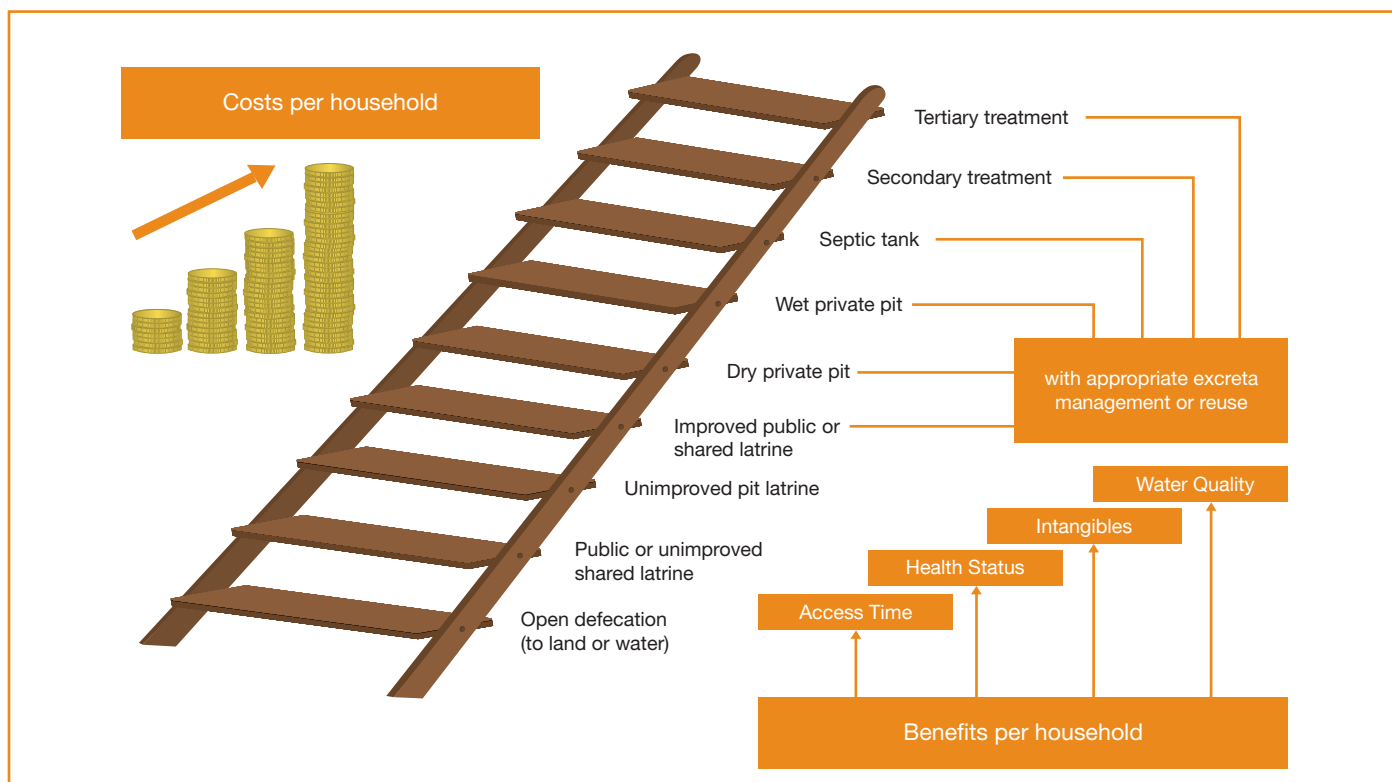 Costs per household
Tertiary treatment
Secondary treatment
Septic tank
Wet private pit
Dry private pit
with appropriate excreta
management or reuse
Improved public or
shared latrine
Unimproved pit latrine
Public or unimproved
shared latrine
Open defecation
(to land or water)
Water Quality
Intangibles
Health Status
Access Time
Benefits per household